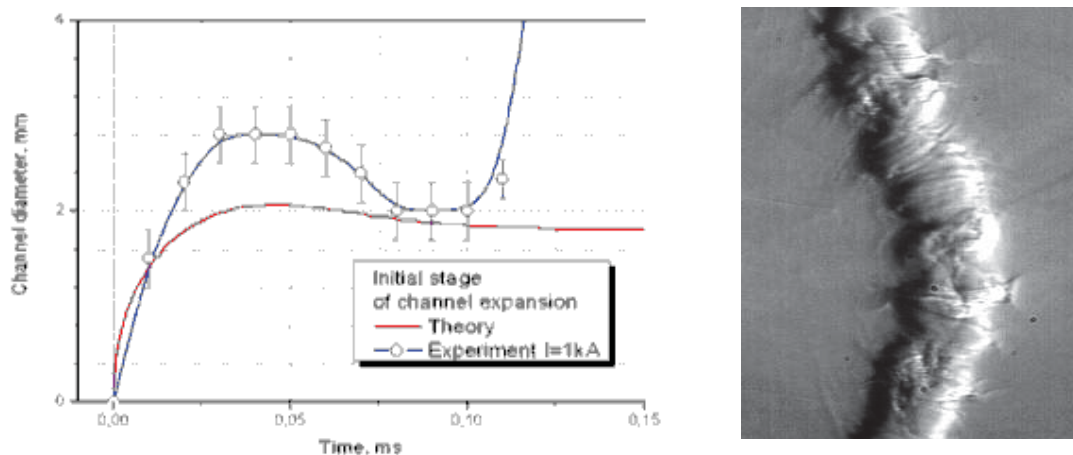 4
2
0
Channel diameter, mm
Initial stage
of channel expansion
Theory
Experiment I=1kA
0,00
0,05
0,10
0,15
Time, ms